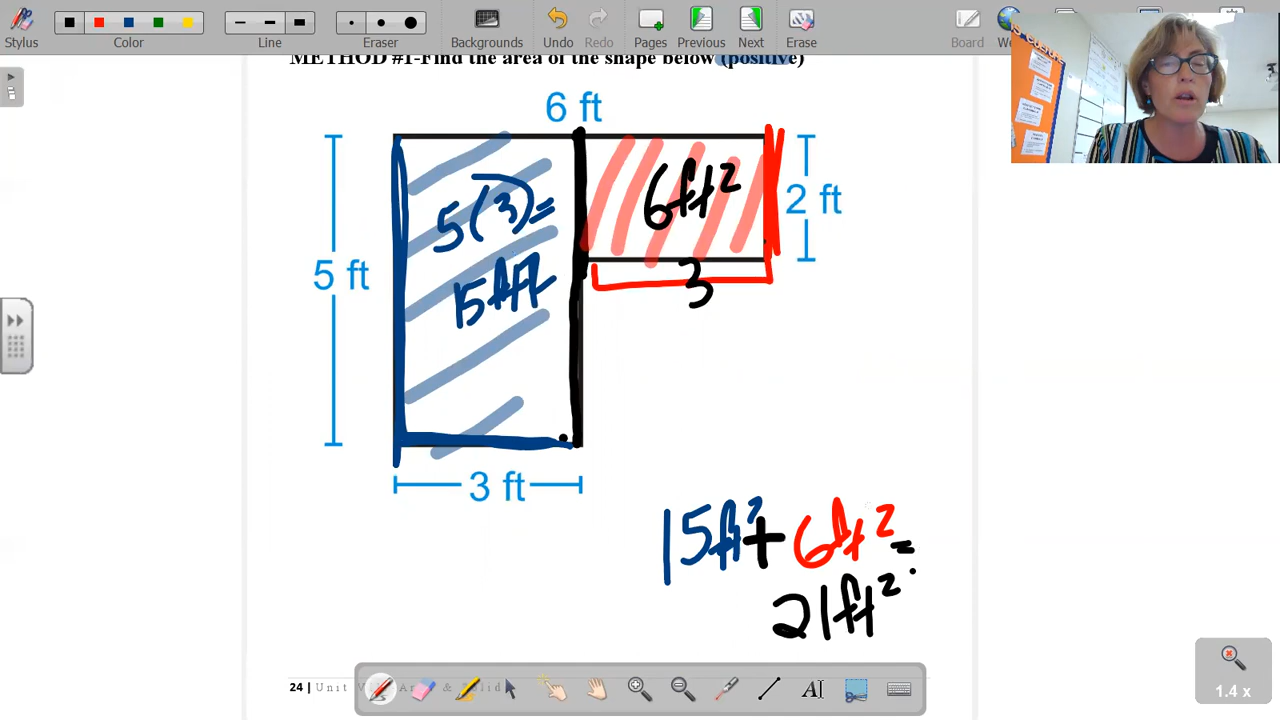 Stylus
Color
Line
Eraser
Backgrounds
Undo
Redo
Pages
Previous
Next
Erase
Board
METHOD #1-Find the area of the shape below (positive)
6 ft
5(3)=
6ft²
2 ft
5 ft
3
3 ft
15ft² + 6ft² =
21ft²
24 | Unit V
1.4 x